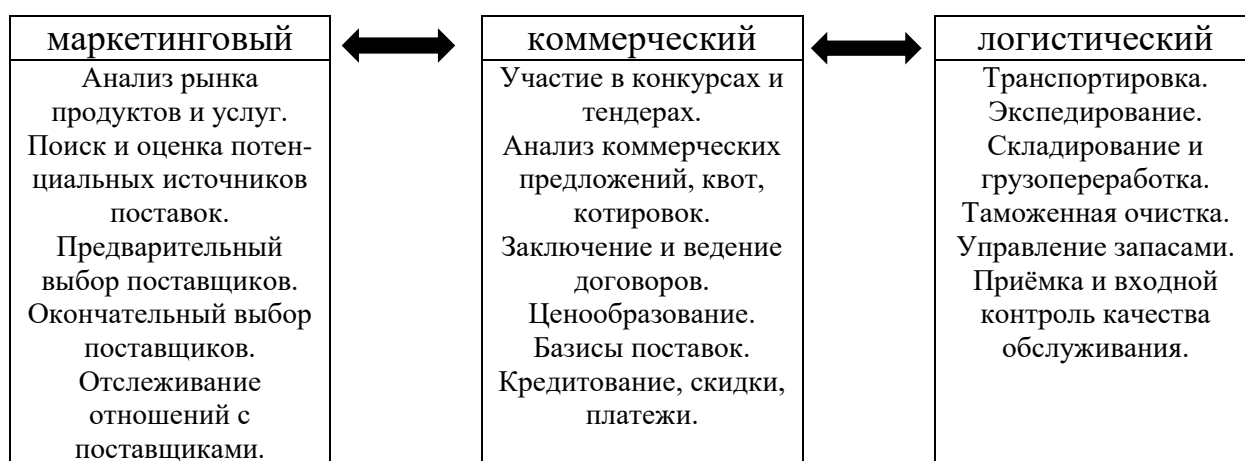 маркетинговый
Анализ рынка
продуктов и услуг.
Поиск и оценка потен-
циальных источников
поставок.
Предварительный
выбор поставщиков.
Окончательный выбор
поставщиков.
Отслеживание
отношений с
поставщиками.
коммерческий
Участие в конкурсах и
тендерах.
Анализ коммерческих
предложений, квот,
котировок.
Заключение и ведение
договоров.
Ценообразование.
Базисы поставок.
Кредитование, скидки,
платежи.
логистический
Транспортировка.
Экспедирование.
Складирование и
грузопереработка.
Таможенная очистка.
Управление запасами.
Приёмка и входной
контроль качества
обслуживания.